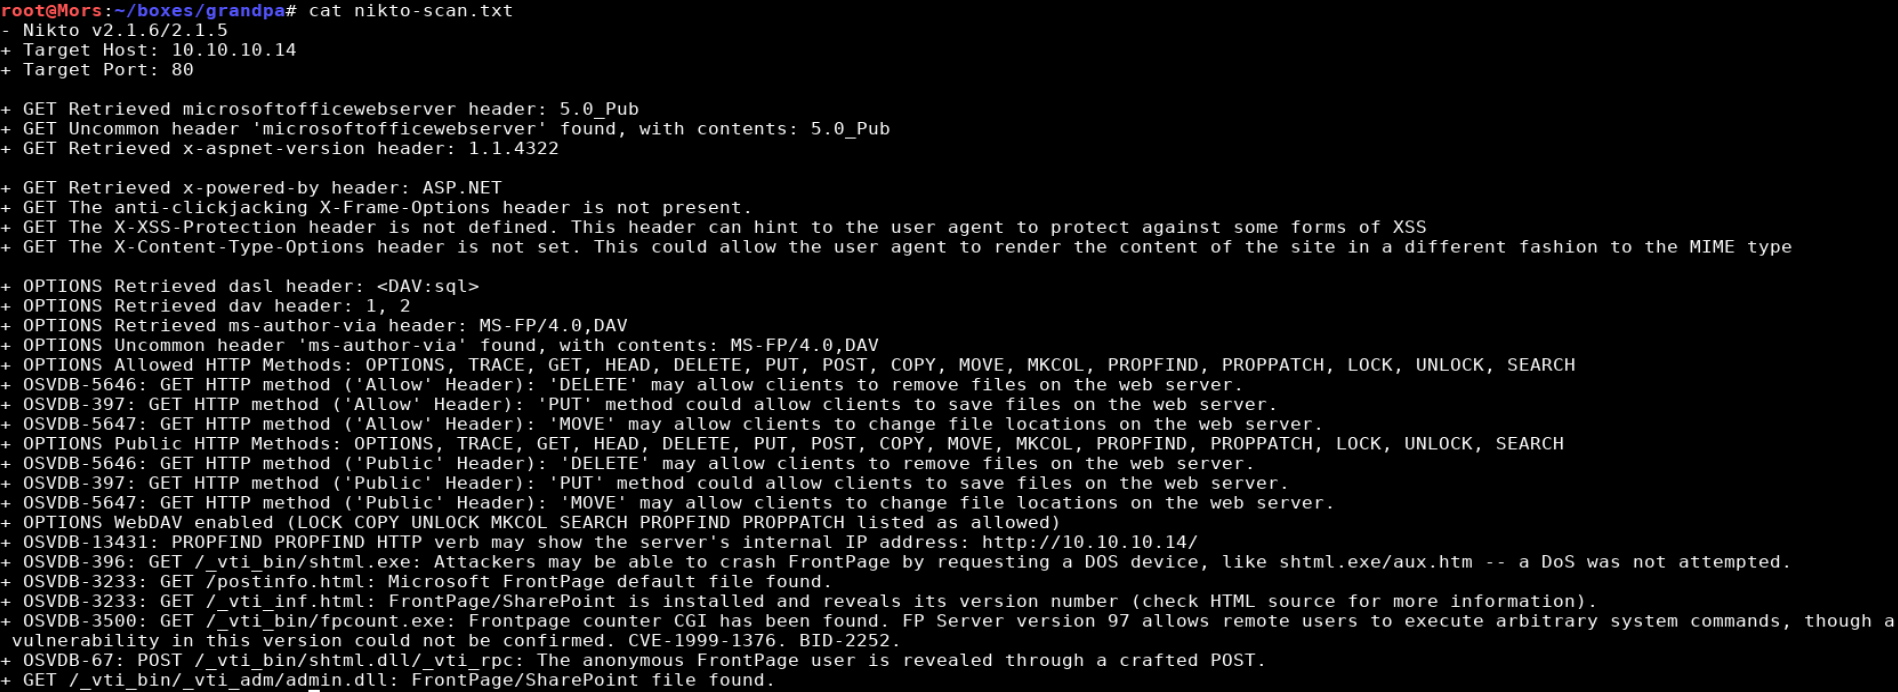 root@Mors:~/boxes/grandpa# cat nikto-scan.txt
- Nikto v2.1.6/2.1.5
+ Target Host: 10.10.10.14
+ Target Port: 80
+ GET Retrieved microsoftofficewebserver header: 5.0_Pub
+ GET Uncommon header 'microsoftofficewebserver' found, with contents: 5.0_Pub
+ GET Retrieved x-aspnet-version header: 1.1.4322
+ GET Retrieved x-powered-by header: ASP.NET
+ GET The anti-clickjacking X-Frame-Options header is not present.
+ GET The X-XSS-Protection header is not defined. This header can hint to the user agent to protect against some forms of XSS
+ GET The X-Content-Type-Options header is not set. This could allow the user agent to render the content of the site in a different fashion to the MIME type
+ OPTIONS Retrieved dasl header: <DAV:sql>
+ OPTIONS Retrieved dav header: 1, 2
+ OPTIONS Retrieved ms-author-via header: MS-FP/4.0,DAV
+ OPTIONS Uncommon header 'ms-author-via' found, with contents: MS-FP/4.0,DAV
+ OPTIONS Allowed HTTP Methods: OPTIONS, TRACE, GET, HEAD, DELETE, PUT, POST, COPY, MOVE, MKCOL, PROPFIND, PROPPATCH, LOCK, UNLOCK, SEARCH
+ OSVDB-5646: GET HTTP method ('Allow' Header): 'DELETE' may allow clients to remove files on the web server.
+ OSVDB-397: GET HTTP method ('Allow' Header): 'PUT' method could allow clients to save files on the web server.
+ OSVDB-5647: GET HTTP method ('Allow' Header): 'MOVE' may allow clients to change file locations on the web server.
+ OPTIONS Public HTTP Methods: OPTIONS, TRACE, GET, HEAD, DELETE, PUT, POST, COPY, MOVE, MKCOL, PROPFIND, PROPPATCH, LOCK, UNLOCK, SEARCH
+ OSVDB-5646: GET HTTP method ('Public' Header): 'DELETE' may allow clients to remove files on the web server.
+ OSVDB-397: GET HTTP method ('Public' Header): 'PUT' method could allow clients to save files on the web server.
+ OSVDB-5647: GET HTTP method ('Public' Header): 'MOVE' may allow clients to change file locations on the web server.
+ OPTIONS WebDAV enabled (LOCK COPY UNLOCK MKCOL SEARCH PROPFIND PROPPATCH listed as allowed)
+ OSVDB-13431: PROPFIND PROPFIND HTTP verb may show the server's internal IP address: http://10.10.10.14/
+ OSVDB-396: GET /_vti_bin/shtml.exe: Attackers may be able to crash FrontPage by requesting a DOS device, like shtml.exe/aux.htm -- a DoS was not attempted.
+ OSVDB-3233: GET /postinfo.html: Microsoft FrontPage default file found.
+ OSVDB-3233: GET /_vti_inf.html: FrontPage/SharePoint is installed and reveals its version number (check HTML source for more information).
+ OSVDB-3500: GET /_vti_bin/fpcount.exe: Frontpage counter CGI has been found. FP Server version 97 allows remote users to execute arbitrary system commands, though a
vulnerability in this version could not be confirmed. CVE-1999-1376. BID-2252.
+ OSVDB-67: POST /_vti_bin/shtml.dll/_vti_rpc: The anonymous FrontPage user is revealed through a crafted POST.
+ GET /_vti_bin/_vti_adm/admin.dll: FrontPage/SharePoint file found.